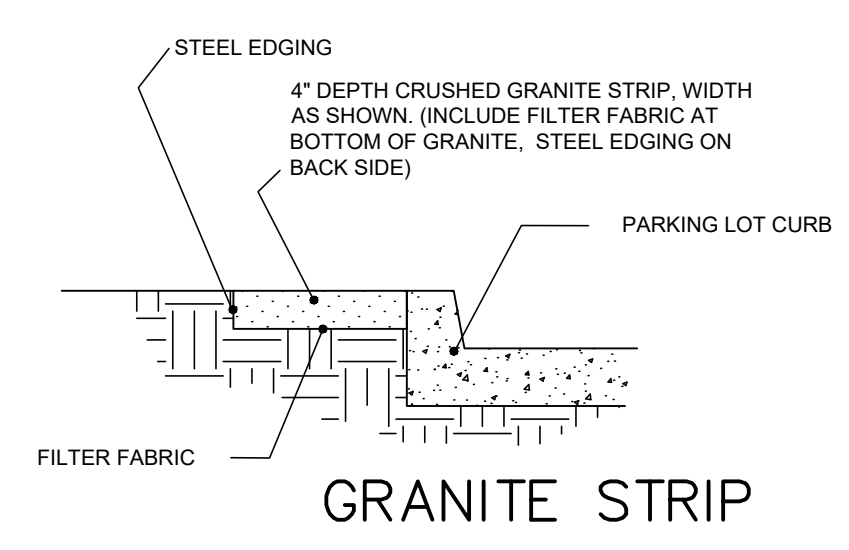 STEEL EDGING
4" DEPTH CRUSHED GRANITE STRIP, WIDTH
AS SHOWN. (INCLUDE FILTER FABRIC AT
BOTTOM OF GRANITE, STEEL EDGING ON
BACK SIDE)
PARKING LOT CURB
FILTER FABRIC
GRANITE STRIP